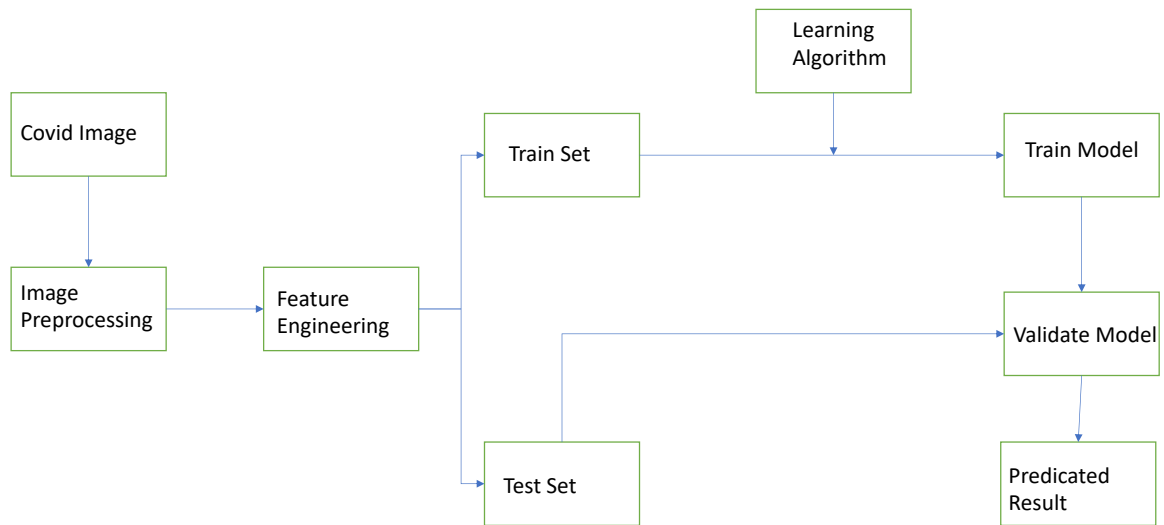 Learning
Algorithm
Covid Image
Train Set
Train Model
Image
Preprocessing
Feature
Engineering
Validate Model
Test Set
Predicated
Result